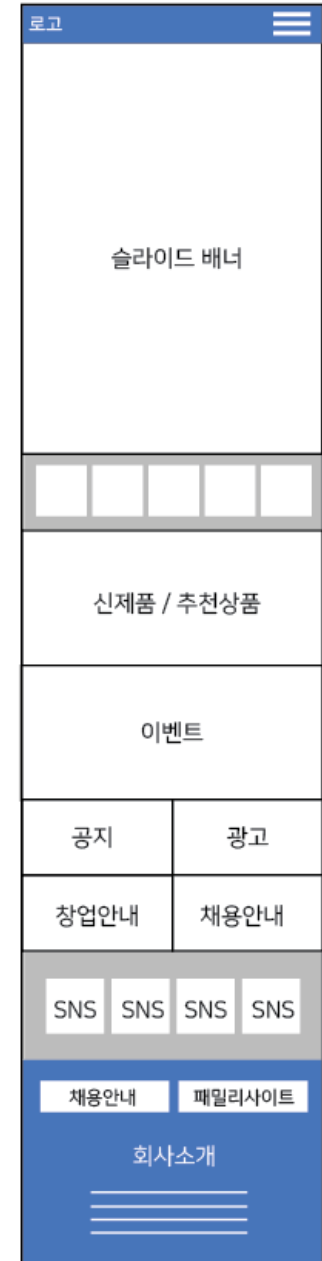 로고
슬라이드 배너
신제품 / 추천상품
이벤트
공지 광고
창업안내 채용안내
SNS SNS SNS SNS
채용안내 패밀리사이트
회사소개